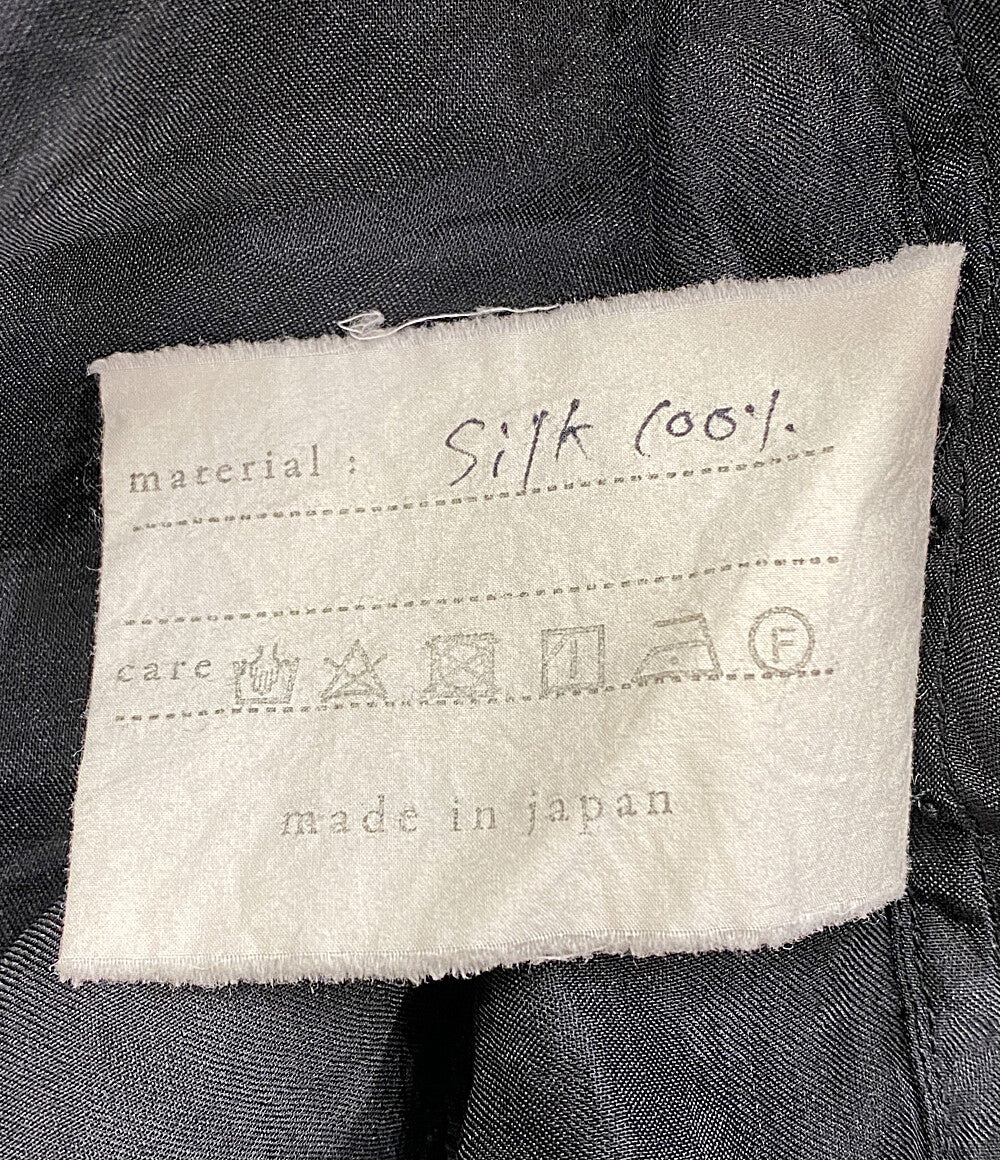 material : Silk 100%.
care F
made in japan